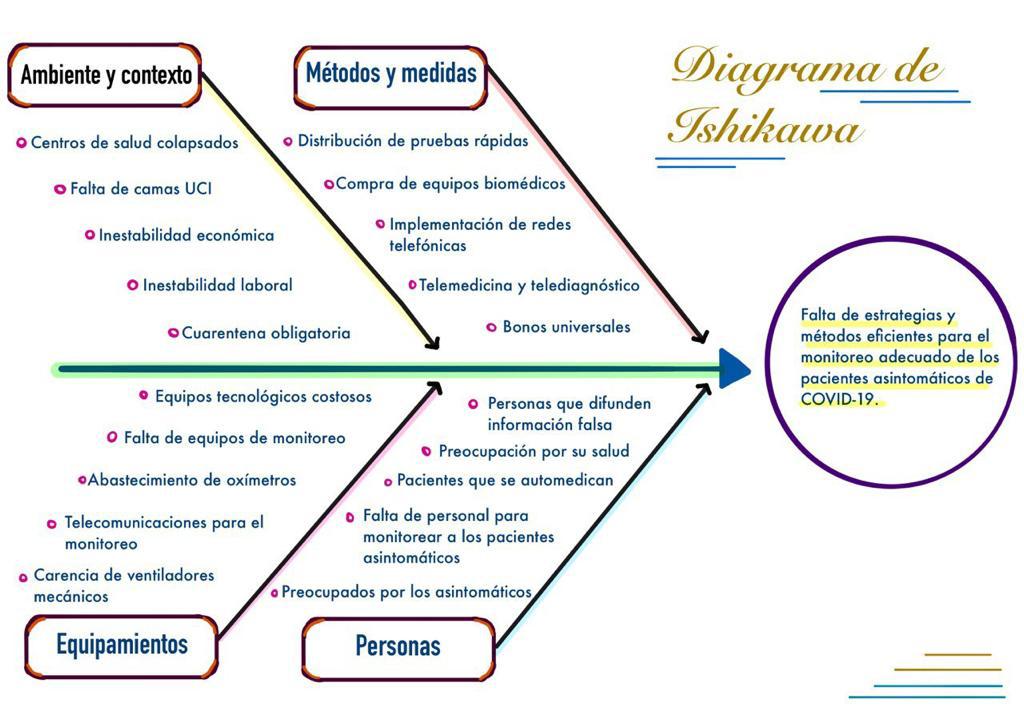 Diagrama de
Ishikawa
Ambiente y contexto
Centros de salud colapsados
Falta de camas UCI
Inestabilidad económica
Inestabilidad laboral
Cuarentena obligatoria
Métodos y medidas
Distribución de pruebas rápidas
Compra de equipos biomédicos
Implementación de redes
telefónicas
Telemedicina y telediagnóstico
Bonos universales
Equipos tecnológicos costosos
Falta de equipos de monitoreo
Abastecimiento de oxímetros
Telecomunicaciones para el
monitoreo
Carencia de ventiladores
mecánicos
Equipamientos
Personas que difunden
información falsa
Preocupación por su salud
Pacientes que se automedican
Falta de personal para
monitorear a los pacientes
asintomáticos
Preocupados por los asintomáticos
Personas
Falta de estrategias y
métodos eficientes para el
monitoreo adecuado de los
pacientes asintomáticos de
COVID-19.